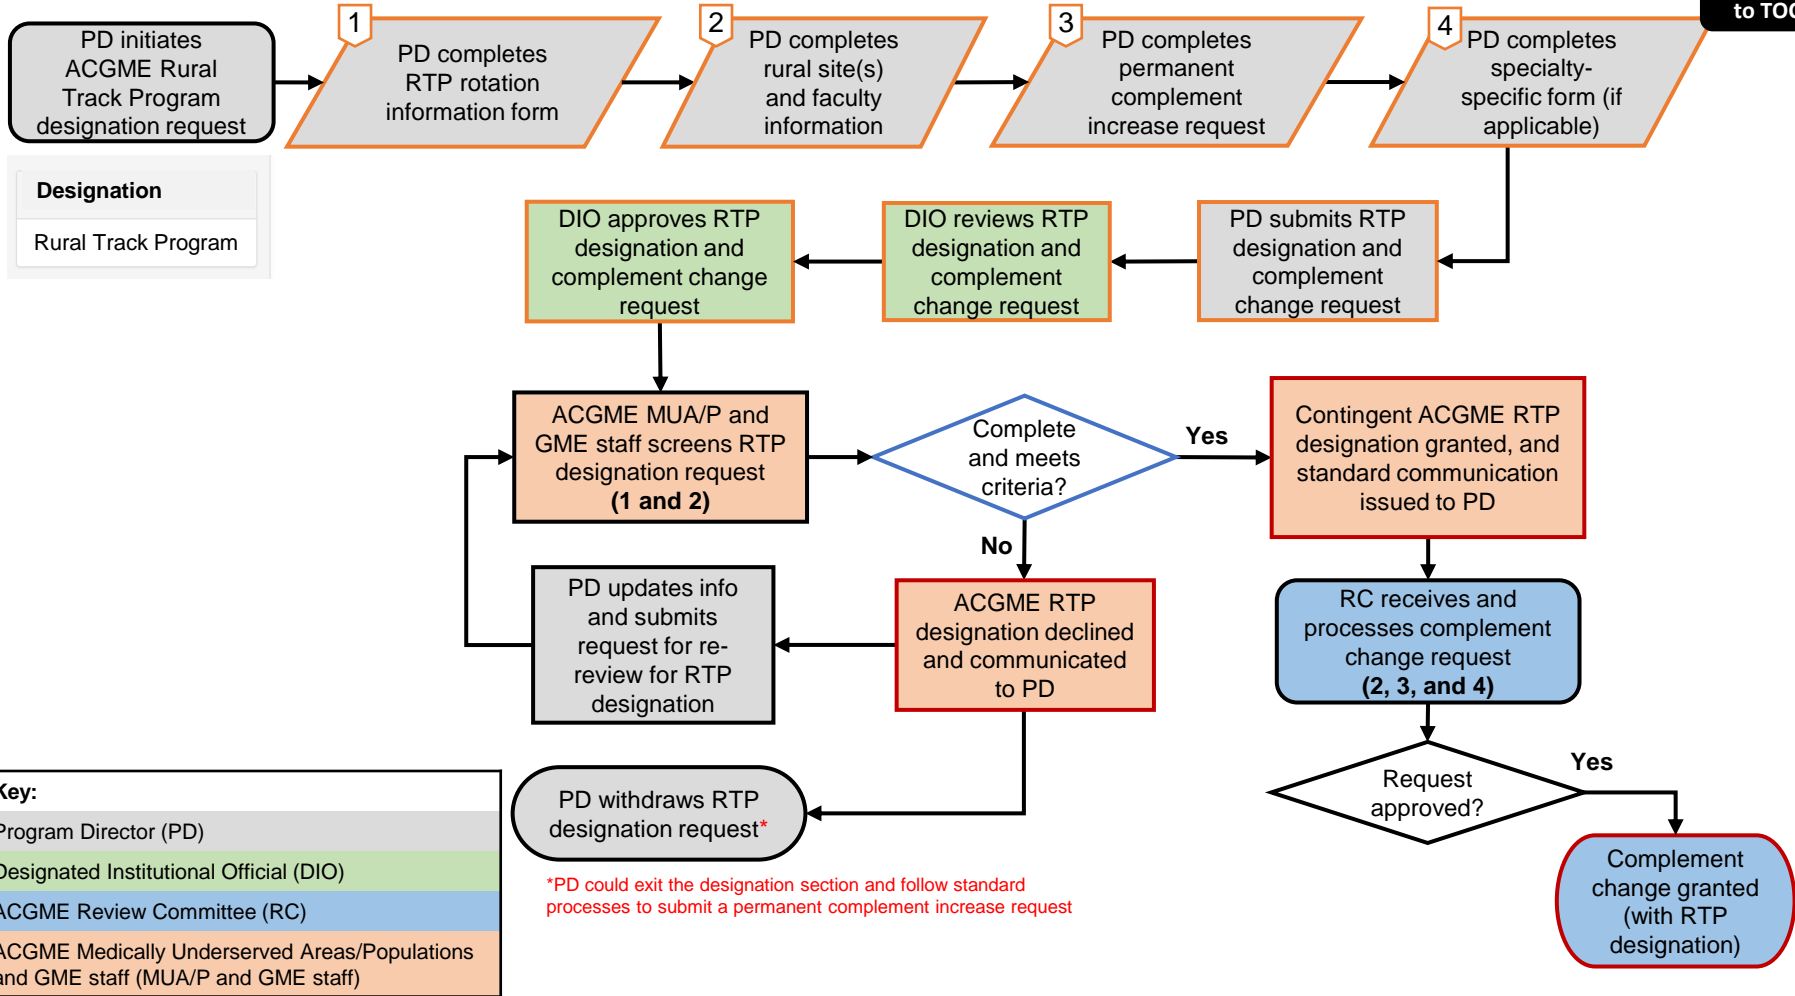 to TOC
1
PD initiates
ACGME Rural
Track Program
designation request
PD completes
RTP rotation
information form
2
PD completes
rural site(s)
and faculty
information
3
PD completes
permanent
complement
increase request
4
PD completes
specialty-
specific form (if
applicable)
Designation
Rural Track Program
DIO approves RTP
designation and
complement change
request
DIO reviews RTP
designation and
complement
change request
PD submits RTP
designation and
complement
change request
ACGME MUA/P and
GME staff screens RTP
designation request
(1 and 2)
Complete
and meets
criteria?
Yes
Contingent ACGME RTP
designation granted, and
standard communication
issued to PD
No
PD updates info
and submits
request for re-
review for RTP
designation
ACGME RTP
designation declined
and communicated
to PD
RC receives and
processes complement
change request
(2, 3, and 4)
Request
approved?
Yes
PD withdraws RTP
designation request*
*PD could exit the designation section and follow standard
processes to submit a permanent complement increase request
Complement
change granted
(with RTP
designation)
Key:
Program Director (PD)
Designated Institutional Official (DIO)
ACGME Review Committee (RC)
ACGME Medically Underserved Areas/Populations
and GME staff (MUA/P and GME staff)